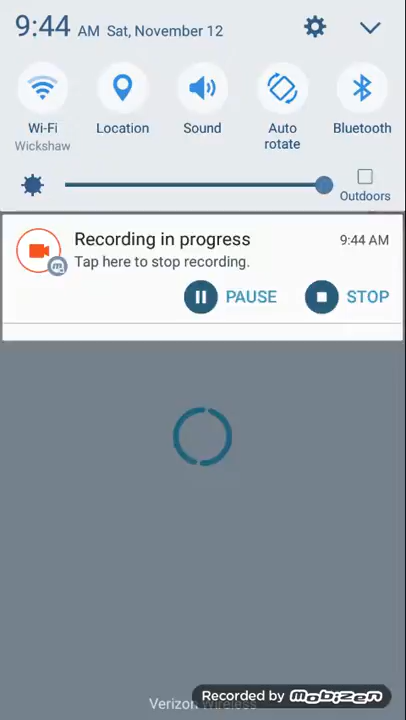 9:44 AM Sat, November 12
Wi-Fi Location Sound Auto rotate Bluetooth
Wickshaw
Outdoors
Recording in progress 9:44 AM
Tap here to stop recording.
PAUSE STOP
Verizon Wireless
Recorded by mobizen